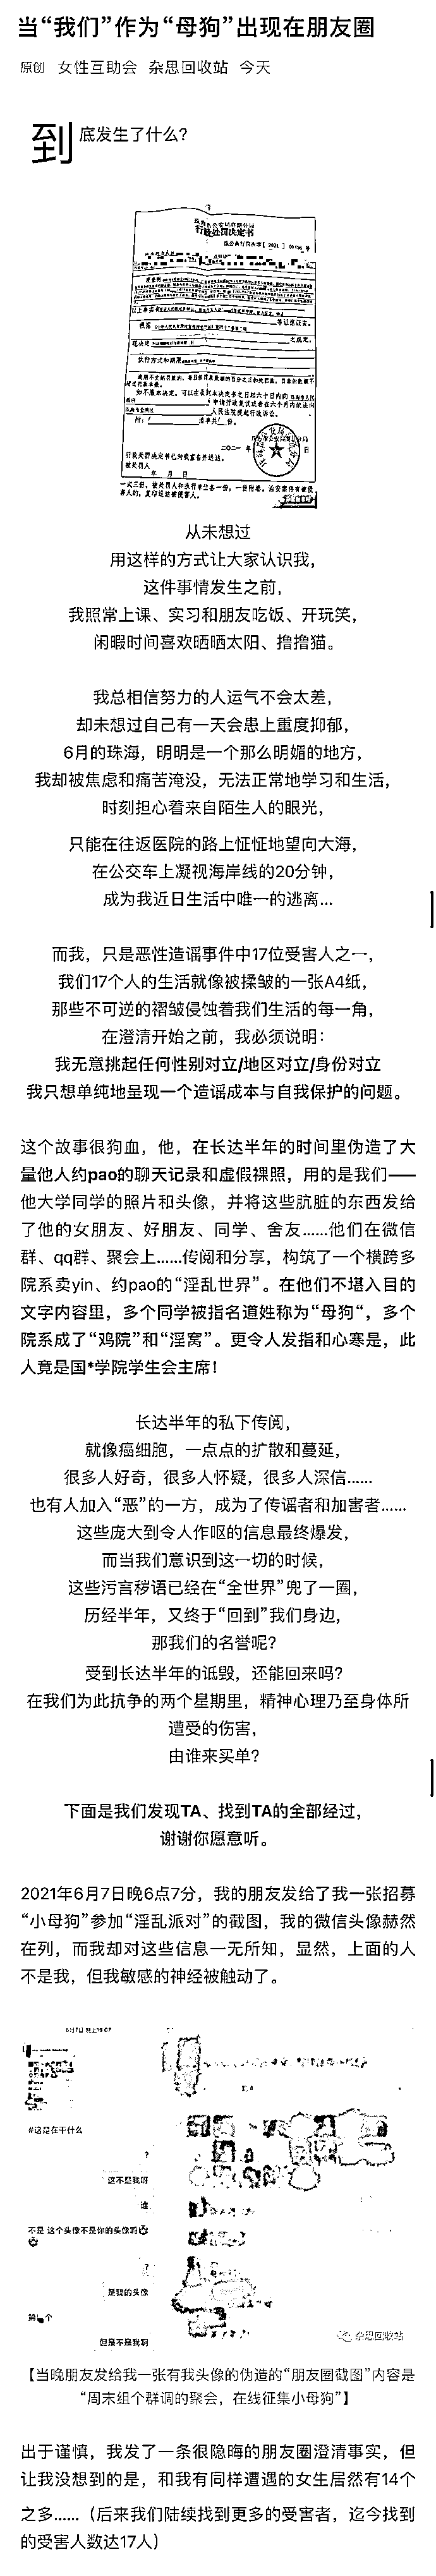 当“我们”作为“母狗”出现在朋友圈
原创 女性互助会 杂思回收站 今天
到底发生了什么?
行政处罚决定书
从未想过
用这样的方式让大家认识我，
这件事情发生之前，
我照常上课、实习和朋友吃饭、开玩笑，
闲暇时间喜欢晒晒太阳、撸撸猫。
我总相信努力的人运气不会太差，
却未想过自己有一天会患上重度抑郁，
6月的珠海，明明是一个那么明媚的地方，
我却被焦虑和痛苦淹没，无法正常地学习和生活，
时刻担心着来自陌生人的眼光，
只能在往返医院的路上怔怔地望向大海，
在公交车上凝视海岸线的20分钟，
成为我近日生活中唯一的逃离...
而我，只是恶性造谣事件中17位受害人之一，
我们17个人的生活就像被揉皱的一张A4纸，
那些不可逆的褶皱侵蚀着我们生活的每一角，
在澄清开始之前，我必须说明：
我无意挑起任何性别对立/地区对立/身份对立
我只想单纯地呈现一个造谣成本与自我保护的问题。
这个故事很狗血，他，在长达半年的时间里伪造了大
量他人约pao的聊天记录和虚假裸照，用的是我们——
他大学同学的照片和头像，并将这些肮脏的东西发给
了他的女朋友、好朋友、同学、舍友......他们在微信
群、qq群、聚会上......传阅和分享，构筑了一个横跨多
院系卖yin、约pao的“淫乱世界”。在他们不堪入目的
文字内容里，多个同学被指名道姓称为“母狗“，多个
院系成了“鸡院”和“淫窝”。更令人发指和心寒是，此
人竟是国*学院学生会主席！
长达半年的私下传阅，
就像癌细胞，一点点的扩散和蔓延，
很多人好奇，很多人怀疑，很多人深信......
也有人加入“恶”的一方，成为了传谣者和加害者......
这些庞大到令人作呕的信息最终爆发，
而当我们意识到这一切的时候，
这些污言秽语已经在“全世界”兜了一圈，
历经半年，又终于“回到”我们身边，
那我们的名誉呢?
受到长达半年的诋毁，还能回来吗?
在我们为此抗争的两个星期里，精神心理乃至身体所
遭受的伤害，
由谁来买单?
下面是我们发现TA、找到TA的全部经过，
谢谢你愿意听。
2021年6月7日晚6点7分，我的朋友发给了我一张招募
“小母狗”参加“淫乱派对”的截图，我的微信头像赫然
在列，而我却对这些信息一无所知，显然，上面的人
不是我，但我敏感的神经被触动了。
#这是在干什么
?
这不是我呀
谁
不是 这个头像不是你的头像吗
?
是我的头像
但是不是我啊
杂思回收站
【当晚朋友发给我一张有我头像的伪造的“朋友圈截图”内容是
“周末组个群调的聚会，在线征集小母狗”】
出于谨慎，我发了一条很隐晦的朋友圈澄清事实，但
让我没想到的是，和我有同样遭遇的女生居然有14个
之多......（后来我们陆续找到更多的受害者，迄今找到
的受害人数达17人）